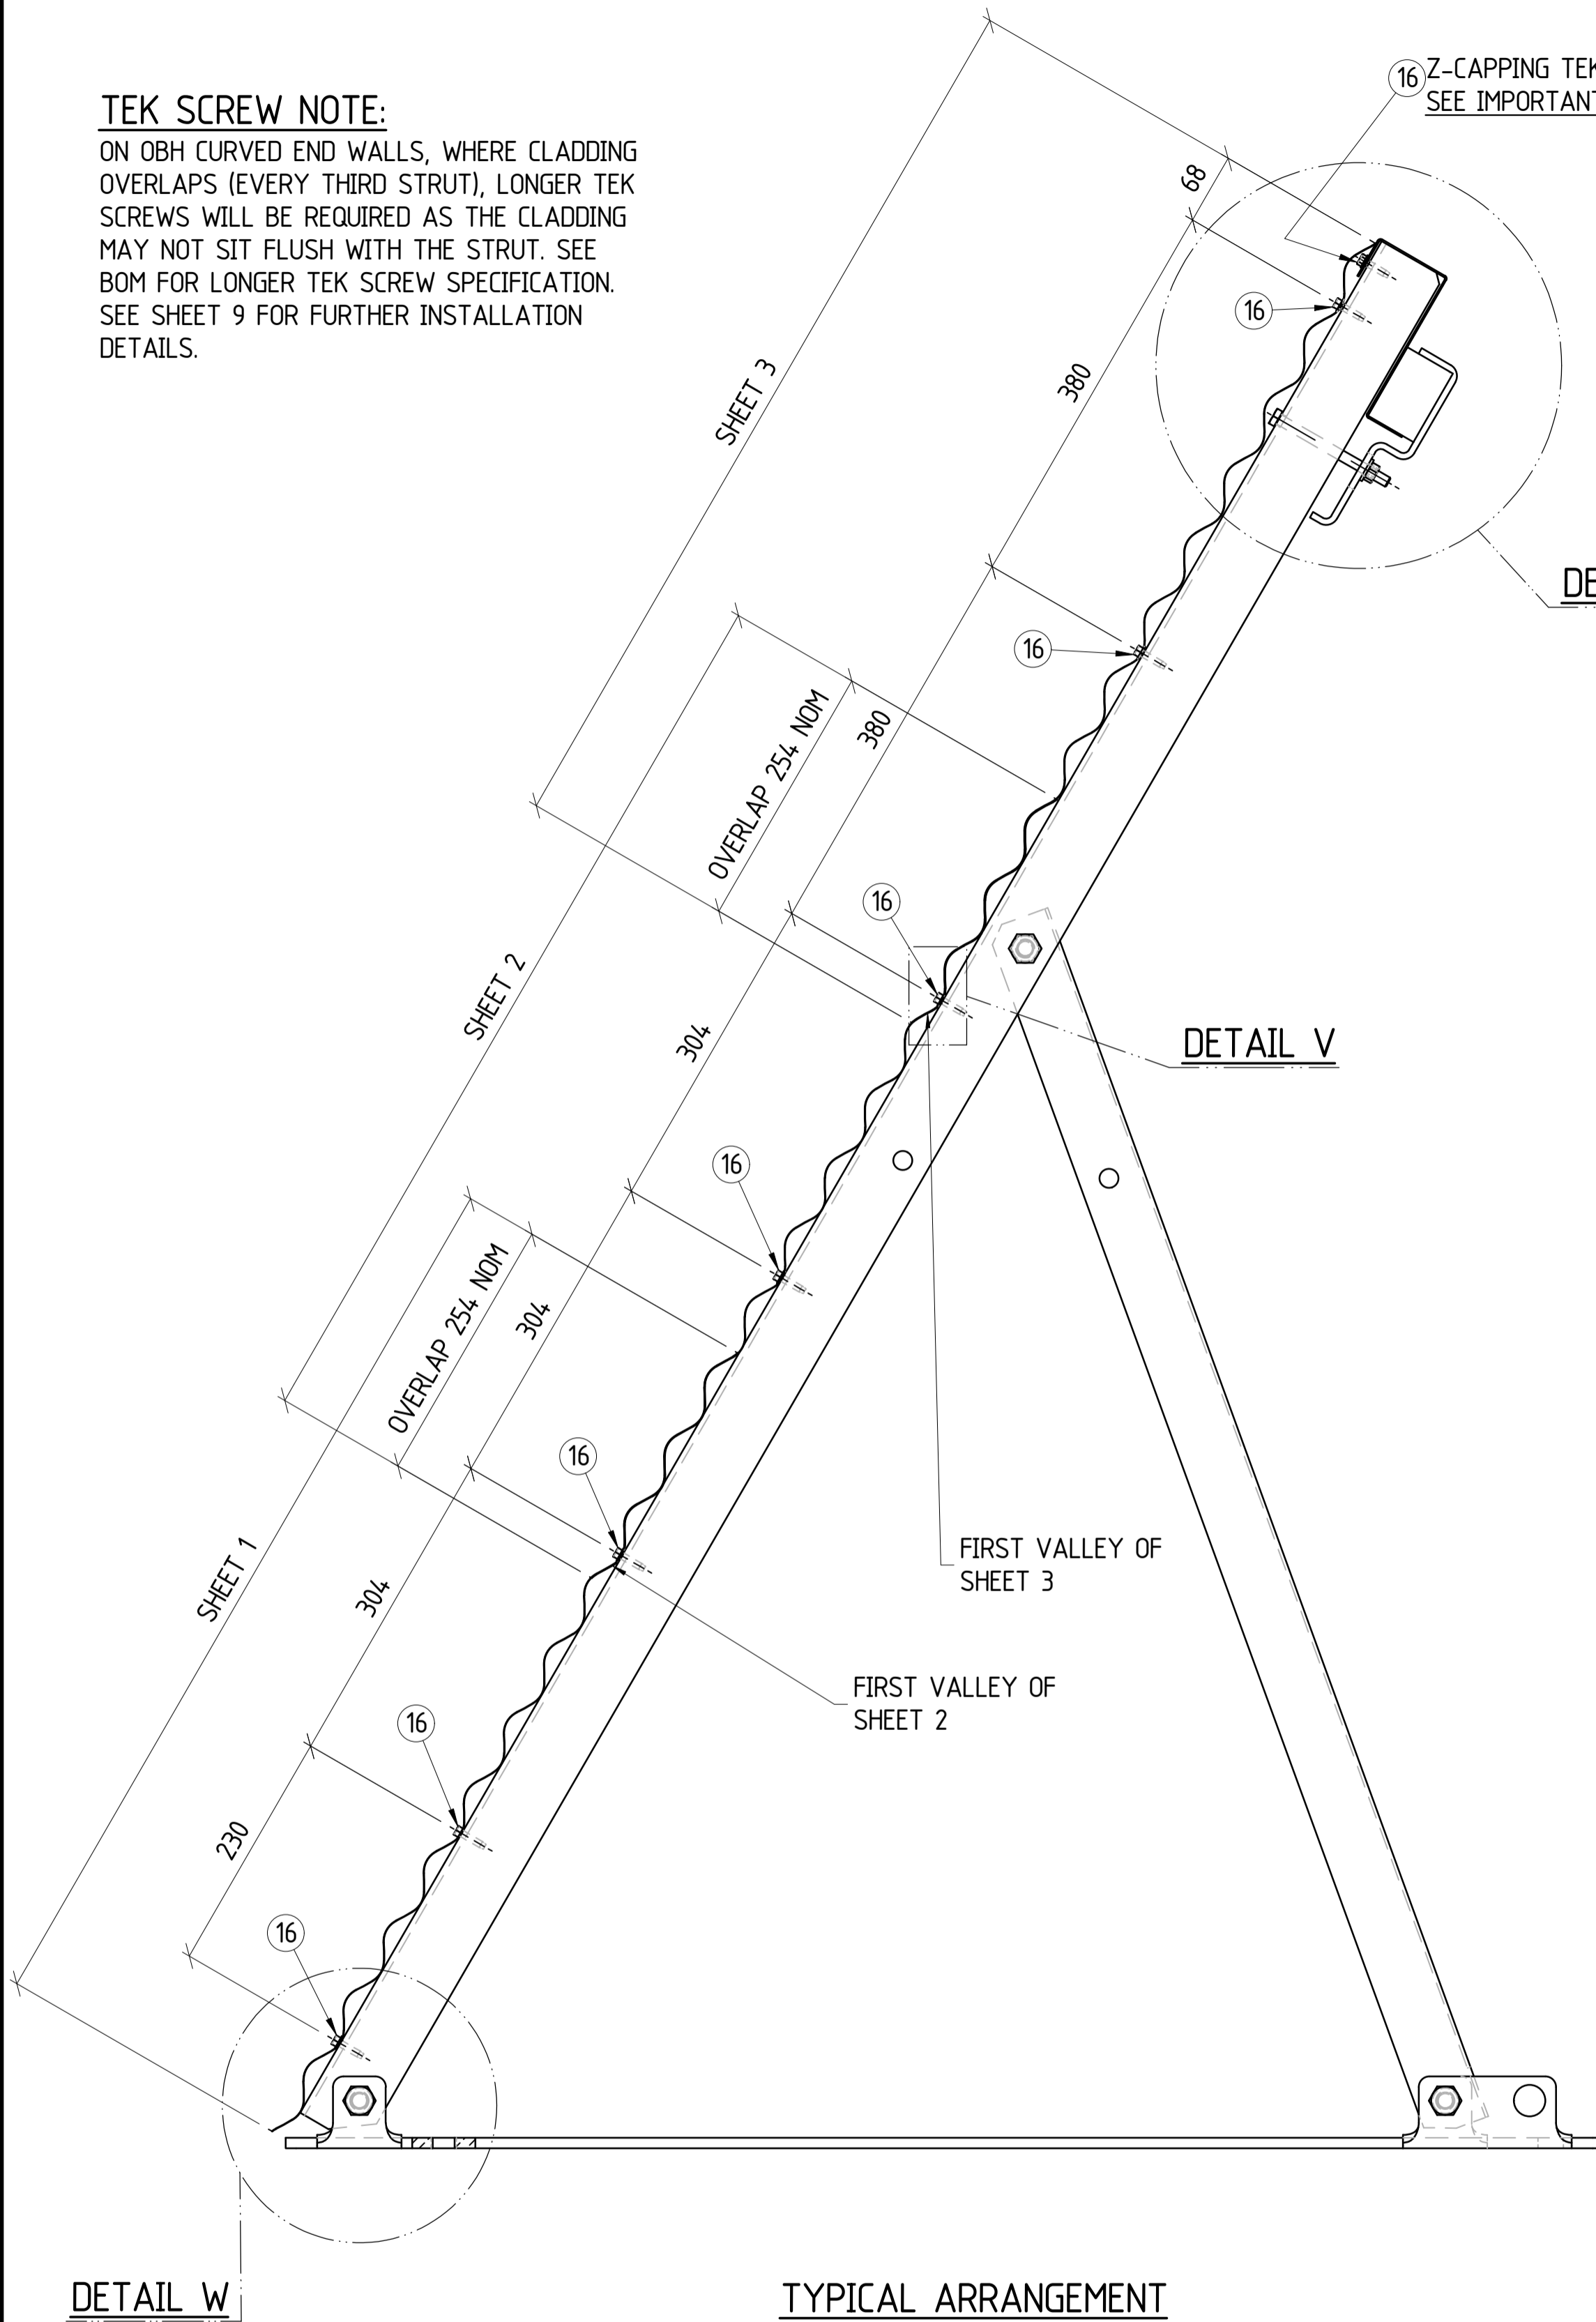 TEK SCREW NOTE:
ON OBH CURVED END WALLS, WHERE CLADDING
OVERLAPS (EVERY THIRD STRUT), LONGER TEK
SCREWS WILL BE REQUIRED AS THE CLADDING
MAY NOT SIT FLUSH WITH THE STRUT. SEE
BOM FOR LONGER TEK SCREW SPECIFICATION.
SEE SHEET 9 FOR FURTHER INSTALLATION
DETAILS.
16
Z-CAPPING TEK
SEE IMPORTANT
68
16
380
SHEET 3
16
OVERLAP 254 NOM
380
16
SHEET 2
304
DETAIL V
16
OVERLAP 254 NOM
304
16
FIRST VALLEY OF
SHEET 3
SHEET 1
304
FIRST VALLEY OF
SHEET 2
16
230
16
DETAIL W
TYPICAL ARRANGEMENT